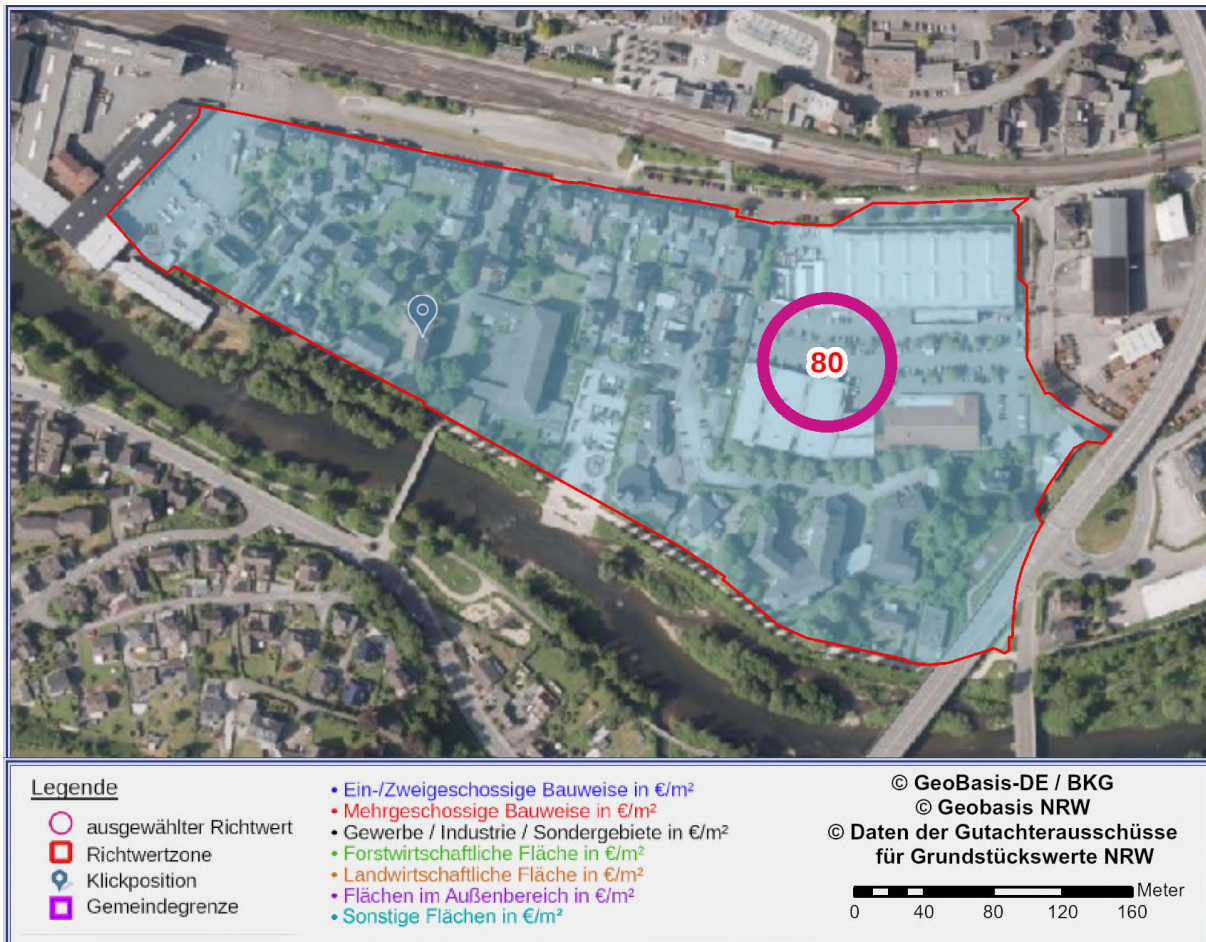 80
Legende
ausgewählter Richtwert
Richtwertzone
Klickposition
Gemeindegrenze
• Ein-/Zweigeschossige Bauweise in €/m²
• Mehrgeschossige Bauweise in €/m²
• Gewerbe / Industrie / Sondergebiete in €/m²
• Forstwirtschaftliche Fläche in €/m²
• Landwirtschaftliche Fläche in €/m²
• Flächen im Außenbereich in €/m²
• Sonstige Flächen in €/m²
© GeoBasis-DE / BKG
© Geobasis NRW
© Daten der Gutachterausschüsse
für Grundstückswerte NRW
Meter
0 40 80 120 160